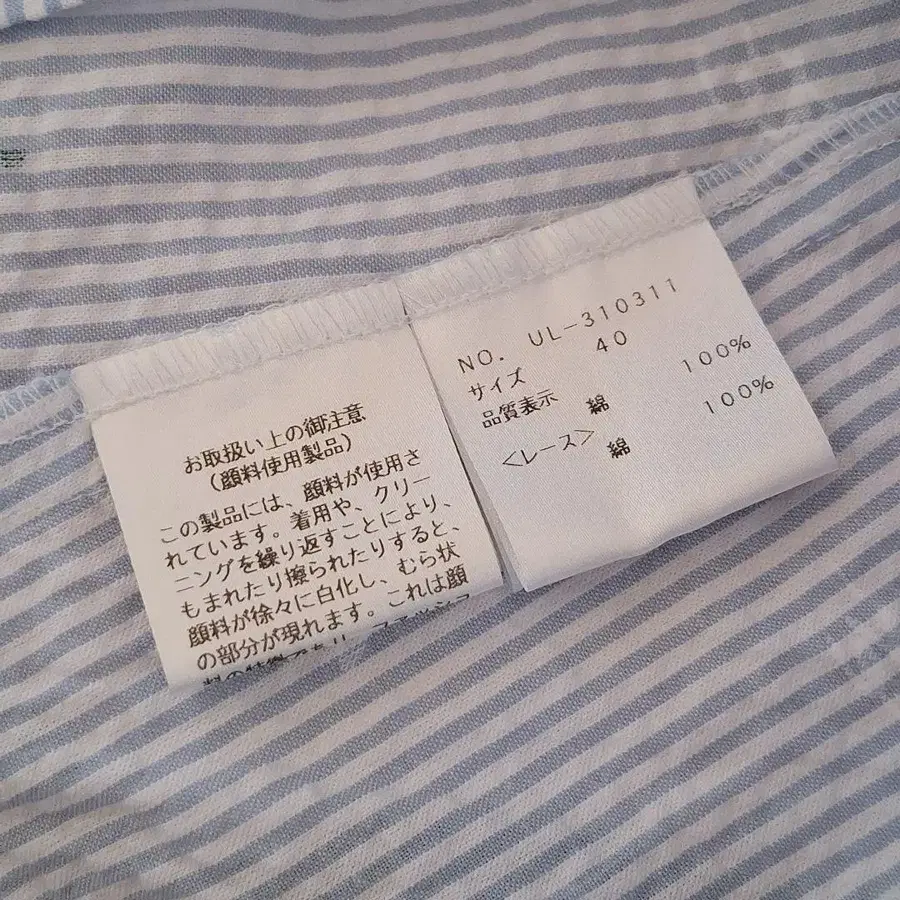 お取扱い上の御注意
(顔料使用製品)
この製品には、顔料が使用さ
れています。着用や、クリー
ニングを繰り返すことにより、
もまれたり擦られたりすると、
顔料が徐々に白化し、むら状
の部分が現れます。これは顔
NO. UL-310311
サイズ 40
品質表示 綿 100%
<レース> 綿 100%